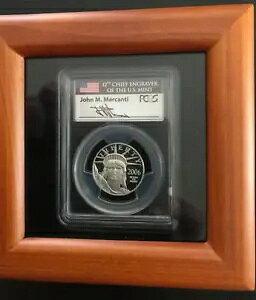 12TH CHIEF ENGRAVER
OF THE U.S. MINT
John M. Mercanti
PCGS
LIBERTY
2006